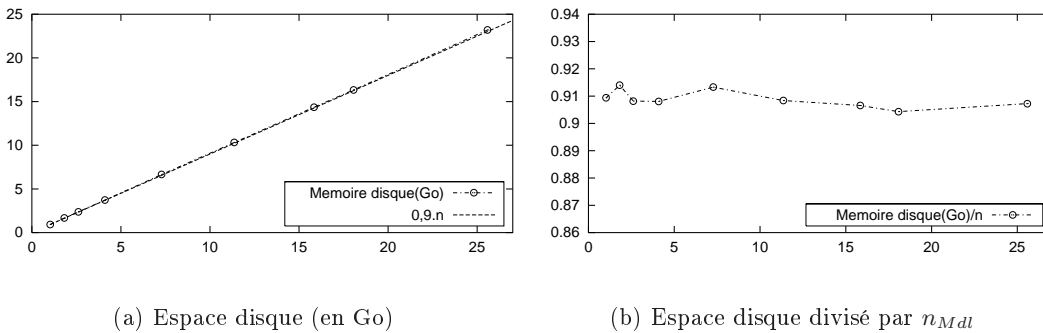 25
20
15
10
5
0
0 5 10 15 20 25
Memoire disque(Go)
0,9.n
0.94
0.93
0.92
0.91
0.9
0.89
0.88
0.87
0.86
0 5 10 15 20 25
Memoire disque(Go)/n
(a) Espace disque (en Go)
(b) Espace disque divisé par n_{Mdl}